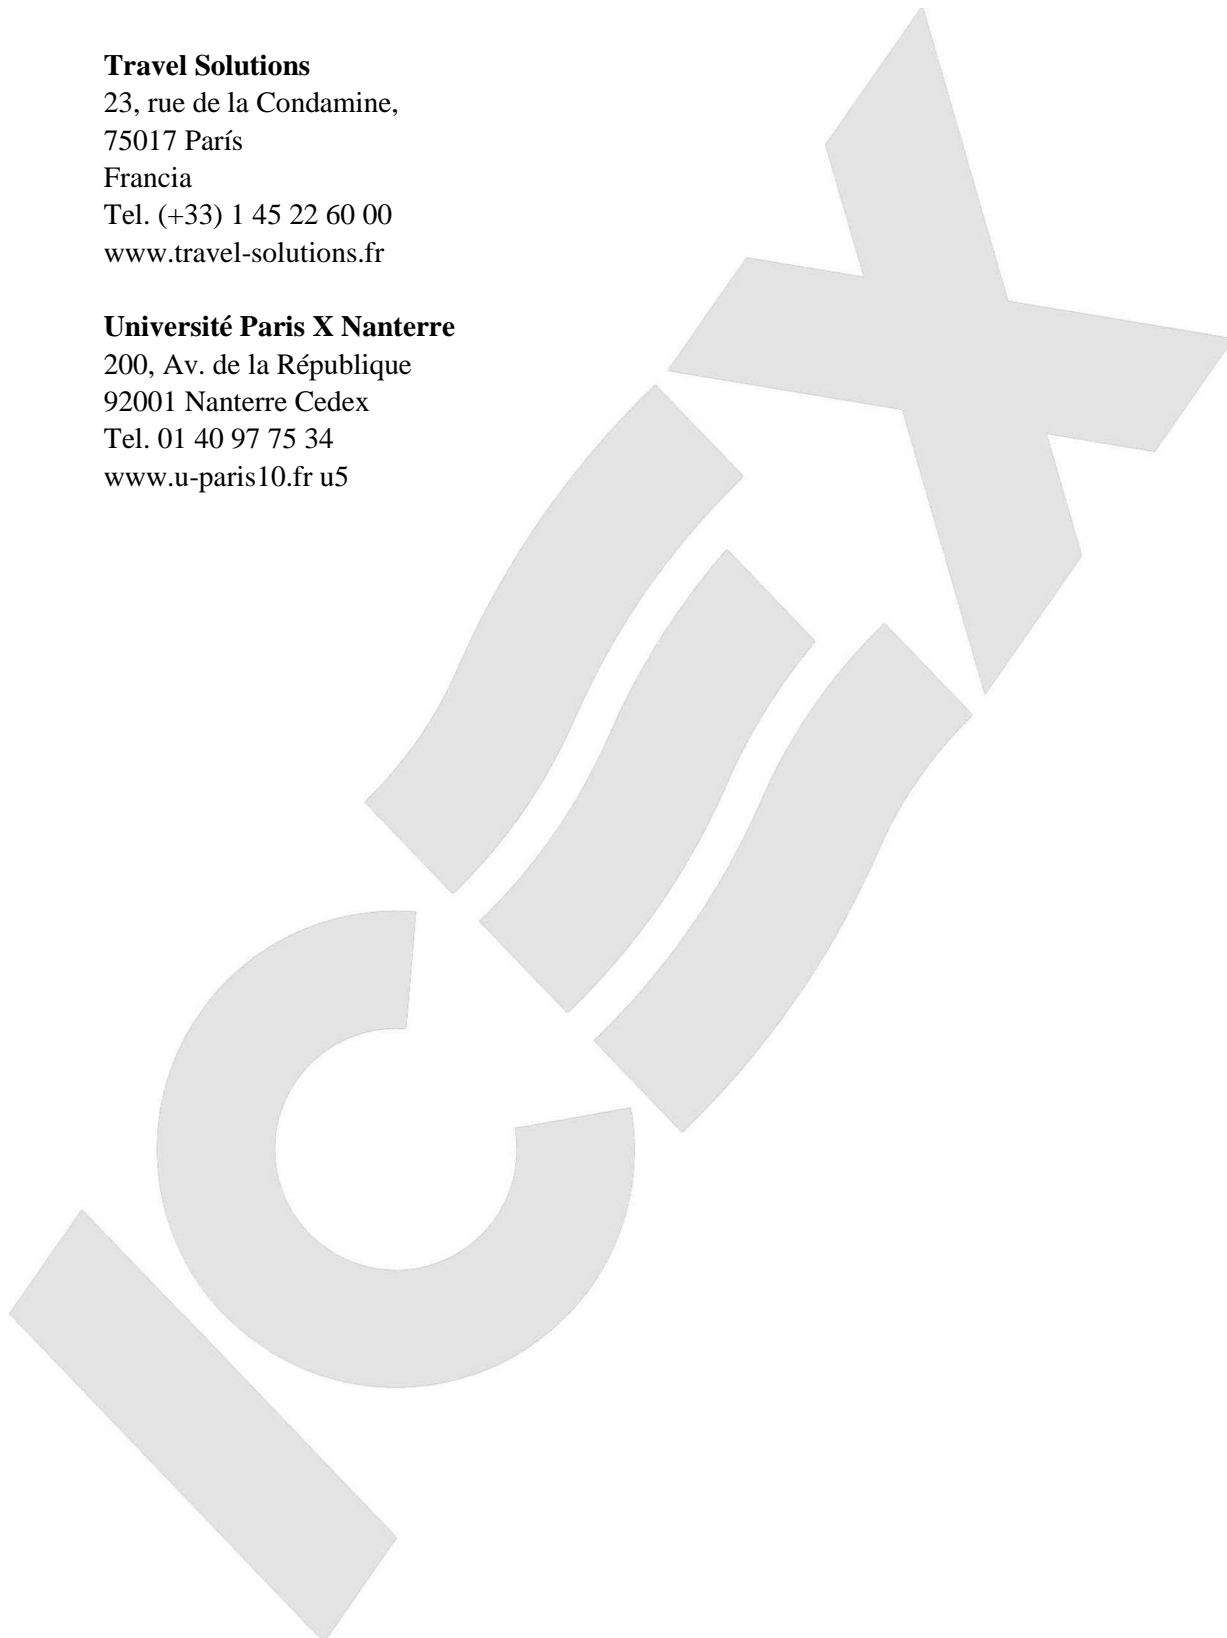 Travel Solutions
23, rue de la Condamine,
75017 París
Francia
Tel. (+33) 1 45 22 60 00
www.travel-solutions.fr
Université Paris X Nanterre
200, Av. de la République
92001 Nanterre Cedex
Tel. 01 40 97 75 34
www.u-paris10.fr u5
ICEX